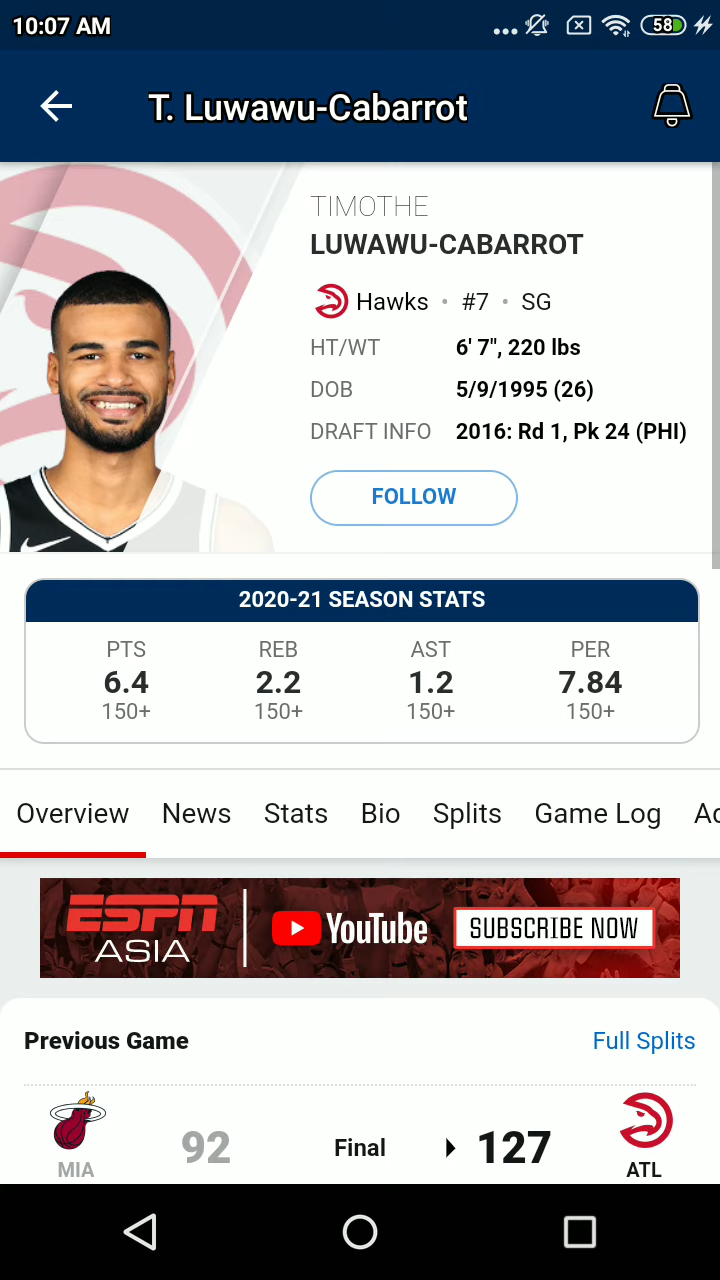 10:07 AM
58
T. Luwawu-Cabarrot
TIMOTHE
LUWAWU-CABARROT
Hawks • #7 • SG
HT/WT 6' 7", 220 lbs
DOB 5/9/1995 (26)
DRAFT INFO 2016: Rd 1, Pk 24 (PHI)
FOLLOW
2020-21 SEASON STATS
PTS REB AST PER
6.4 2.2 1.2 7.84
150+ 150+ 150+ 150+
Overview News Stats Bio Splits Game Log Ac
ESPN ASIA YouTube SUBSCRIBE NOW
Previous Game Full Splits
92 Final 127
MIA ATL